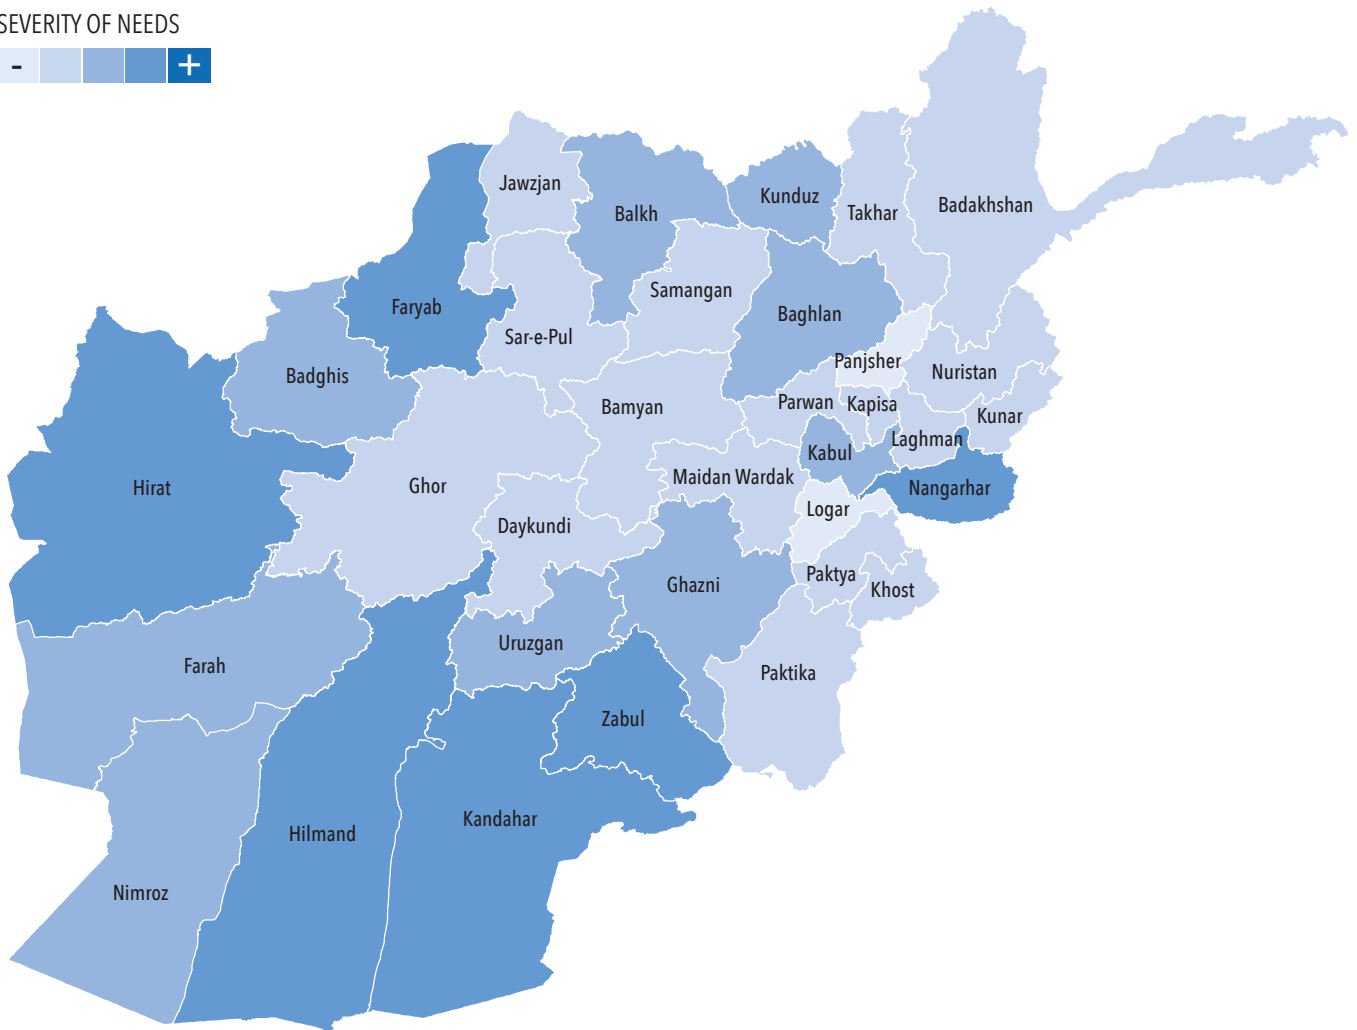 SEVERITY OF NEEDS
- +
Jawzjan
Balkh
Kunduz
Takhar
Badakhshan
Faryab
Samangan
Baghlan
Sar-e-Pul
Badghis
Panjsher
Nuristan
Bamyan
Parwan
Kapisa
Kunar
Laghman
Kabul
Hirat
Ghor
Maidan Wardak
Nangarhar
Logar
Daykundi
Ghazni
Paktya
Khost
Uruzgan
Farah
Paktika
Zabul
Kandahar
Hilmand
Nimroz